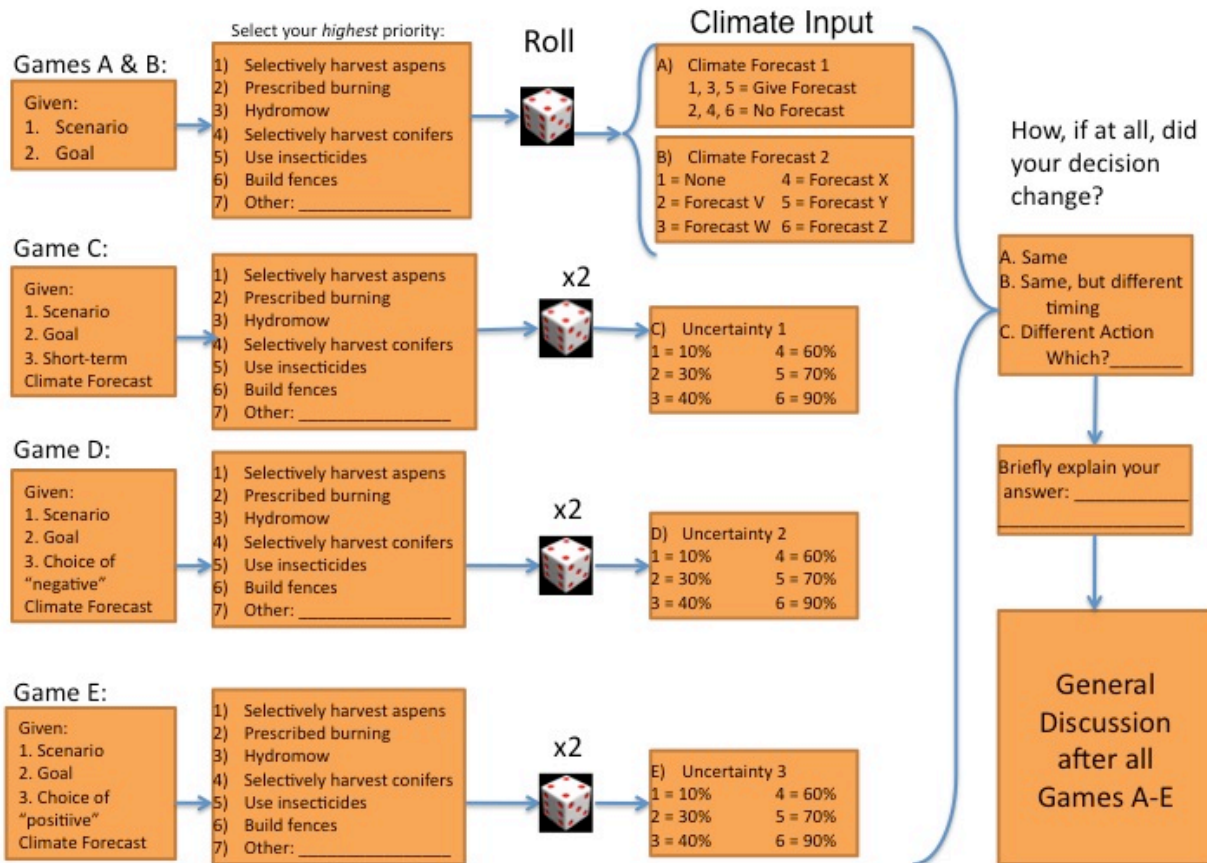 Select your highest priority:
Roll
Climate Input
Games A & B:
Given:
1. Scenario
2. Goal
1) Selectively harvest aspens
2) Prescribed burning
3) Hydromow
4) Selectively harvest conifers
5) Use insecticides
6) Build fences
7) Other: _________________
A) Climate Forecast 1
1, 3, 5 = Give Forecast
2, 4, 6 = No Forecast
B) Climate Forecast 2
1 = None 4 = Forecast X
2 = Forecast V 5 = Forecast Y
3 = Forecast W 6 = Forecast Z
Game C:
Given:
1. Scenario
2. Goal
3. Short-term
Climate Forecast
1) Selectively harvest aspens
2) Prescribed burning
3) Hydromow
4) Selectively harvest conifers
5) Use insecticides
6) Build fences
7) Other: _________________
x2
C) Uncertainty 1
1 = 10% 4 = 60%
2 = 30% 5 = 70%
3 = 40% 6 = 90%
Game D:
Given:
1. Scenario
2. Goal
3. Choice of
"negative"
Climate Forecast
1) Selectively harvest aspens
2) Prescribed burning
3) Hydromow
4) Selectively harvest conifers
5) Use insecticides
6) Build fences
7) Other: _________________
x2
D) Uncertainty 2
1 = 10% 4 = 60%
2 = 30% 5 = 70%
3 = 40% 6 = 90%
Game E:
Given:
1. Scenario
2. Goal
3. Choice of
"positiive"
Climate Forecast
1) Selectively harvest aspens
2) Prescribed burning
3) Hydromow
4) Selectively harvest conifers
5) Use insecticides
6) Build fences
7) Other: _________________
x2
E) Uncertainty 3
1 = 10% 4 = 60%
2 = 30% 5 = 70%
3 = 40% 6 = 90%
How, if at all, did
your decision
change?
A. Same
B. Same, but different
timing
C. Different Action
Which?_______
Briefly explain your
answer: ___________
_________________
General
Discussion
after all
Games A-E